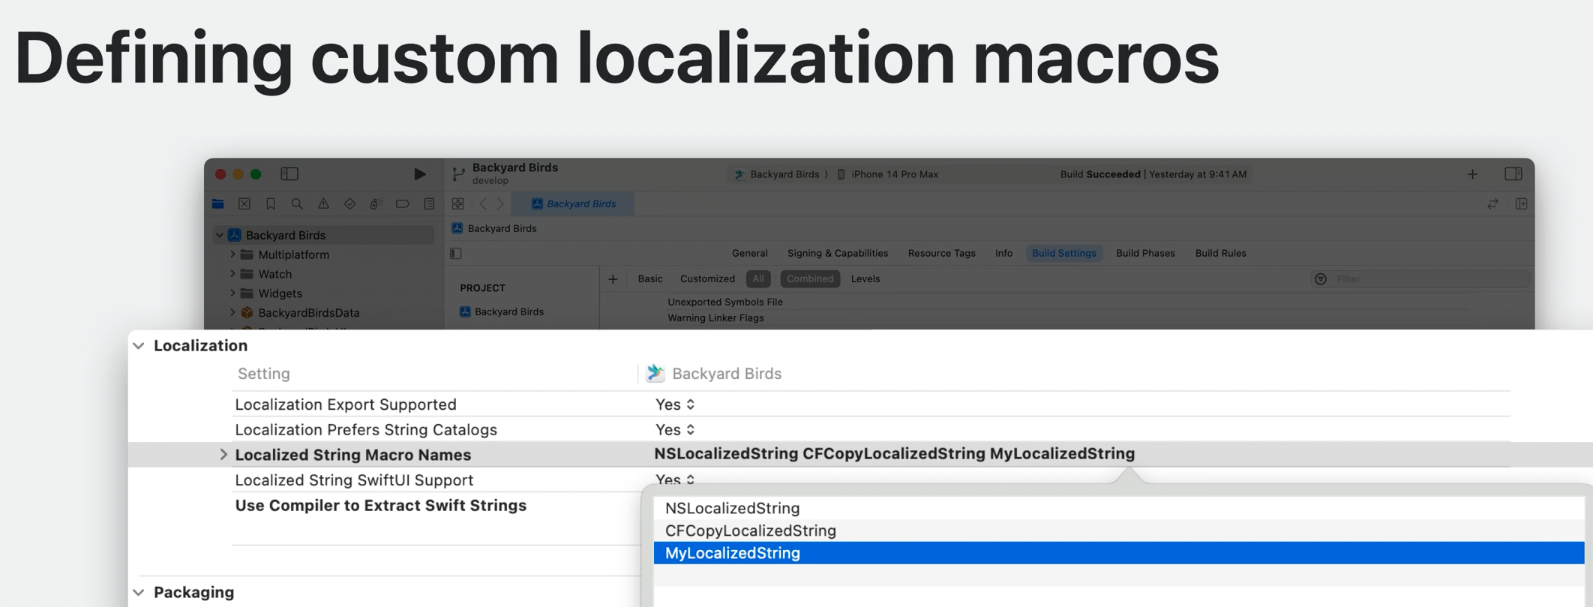 Defining custom localization macros
Backyard Birds
develop
Backyard Birds
iPhone 14 Pro Max
Build Succeeded | Yesterday at 9:41 AM
Backyard Birds
Backyard Birds
Backyard Birds
Multiplatform
Watch
Widgets
BackyardBirdsData
General Signing & Capabilities Resource Tags Info Build Settings Build Phases Build Rules
Basic Customized All Combined Levels
Filter
PROJECT
Backyard Birds
Unexported Symbols File
Warning Linker Flags
Localization
Setting Backyard Birds
Localization Export Supported Yes
Localization Prefers String Catalogs Yes
Localized String Macro Names NSLocalizedString CFCopyLocalizedString MyLocalizedString
Localized String SwiftUI Support Yes
Use Compiler to Extract Swift Strings
NSLocalizedString
CFCopyLocalizedString
MyLocalizedString
Packaging